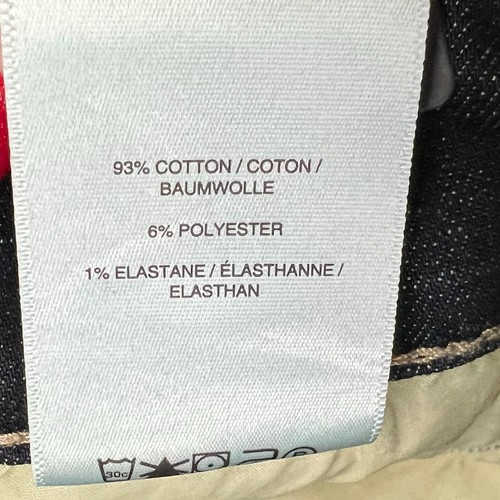 93% COTTON / COTON /
BAUMWOLLE
6% POLYESTER
1% ELASTANE / ÉLASTHANNE /
ELASTHAN
30c